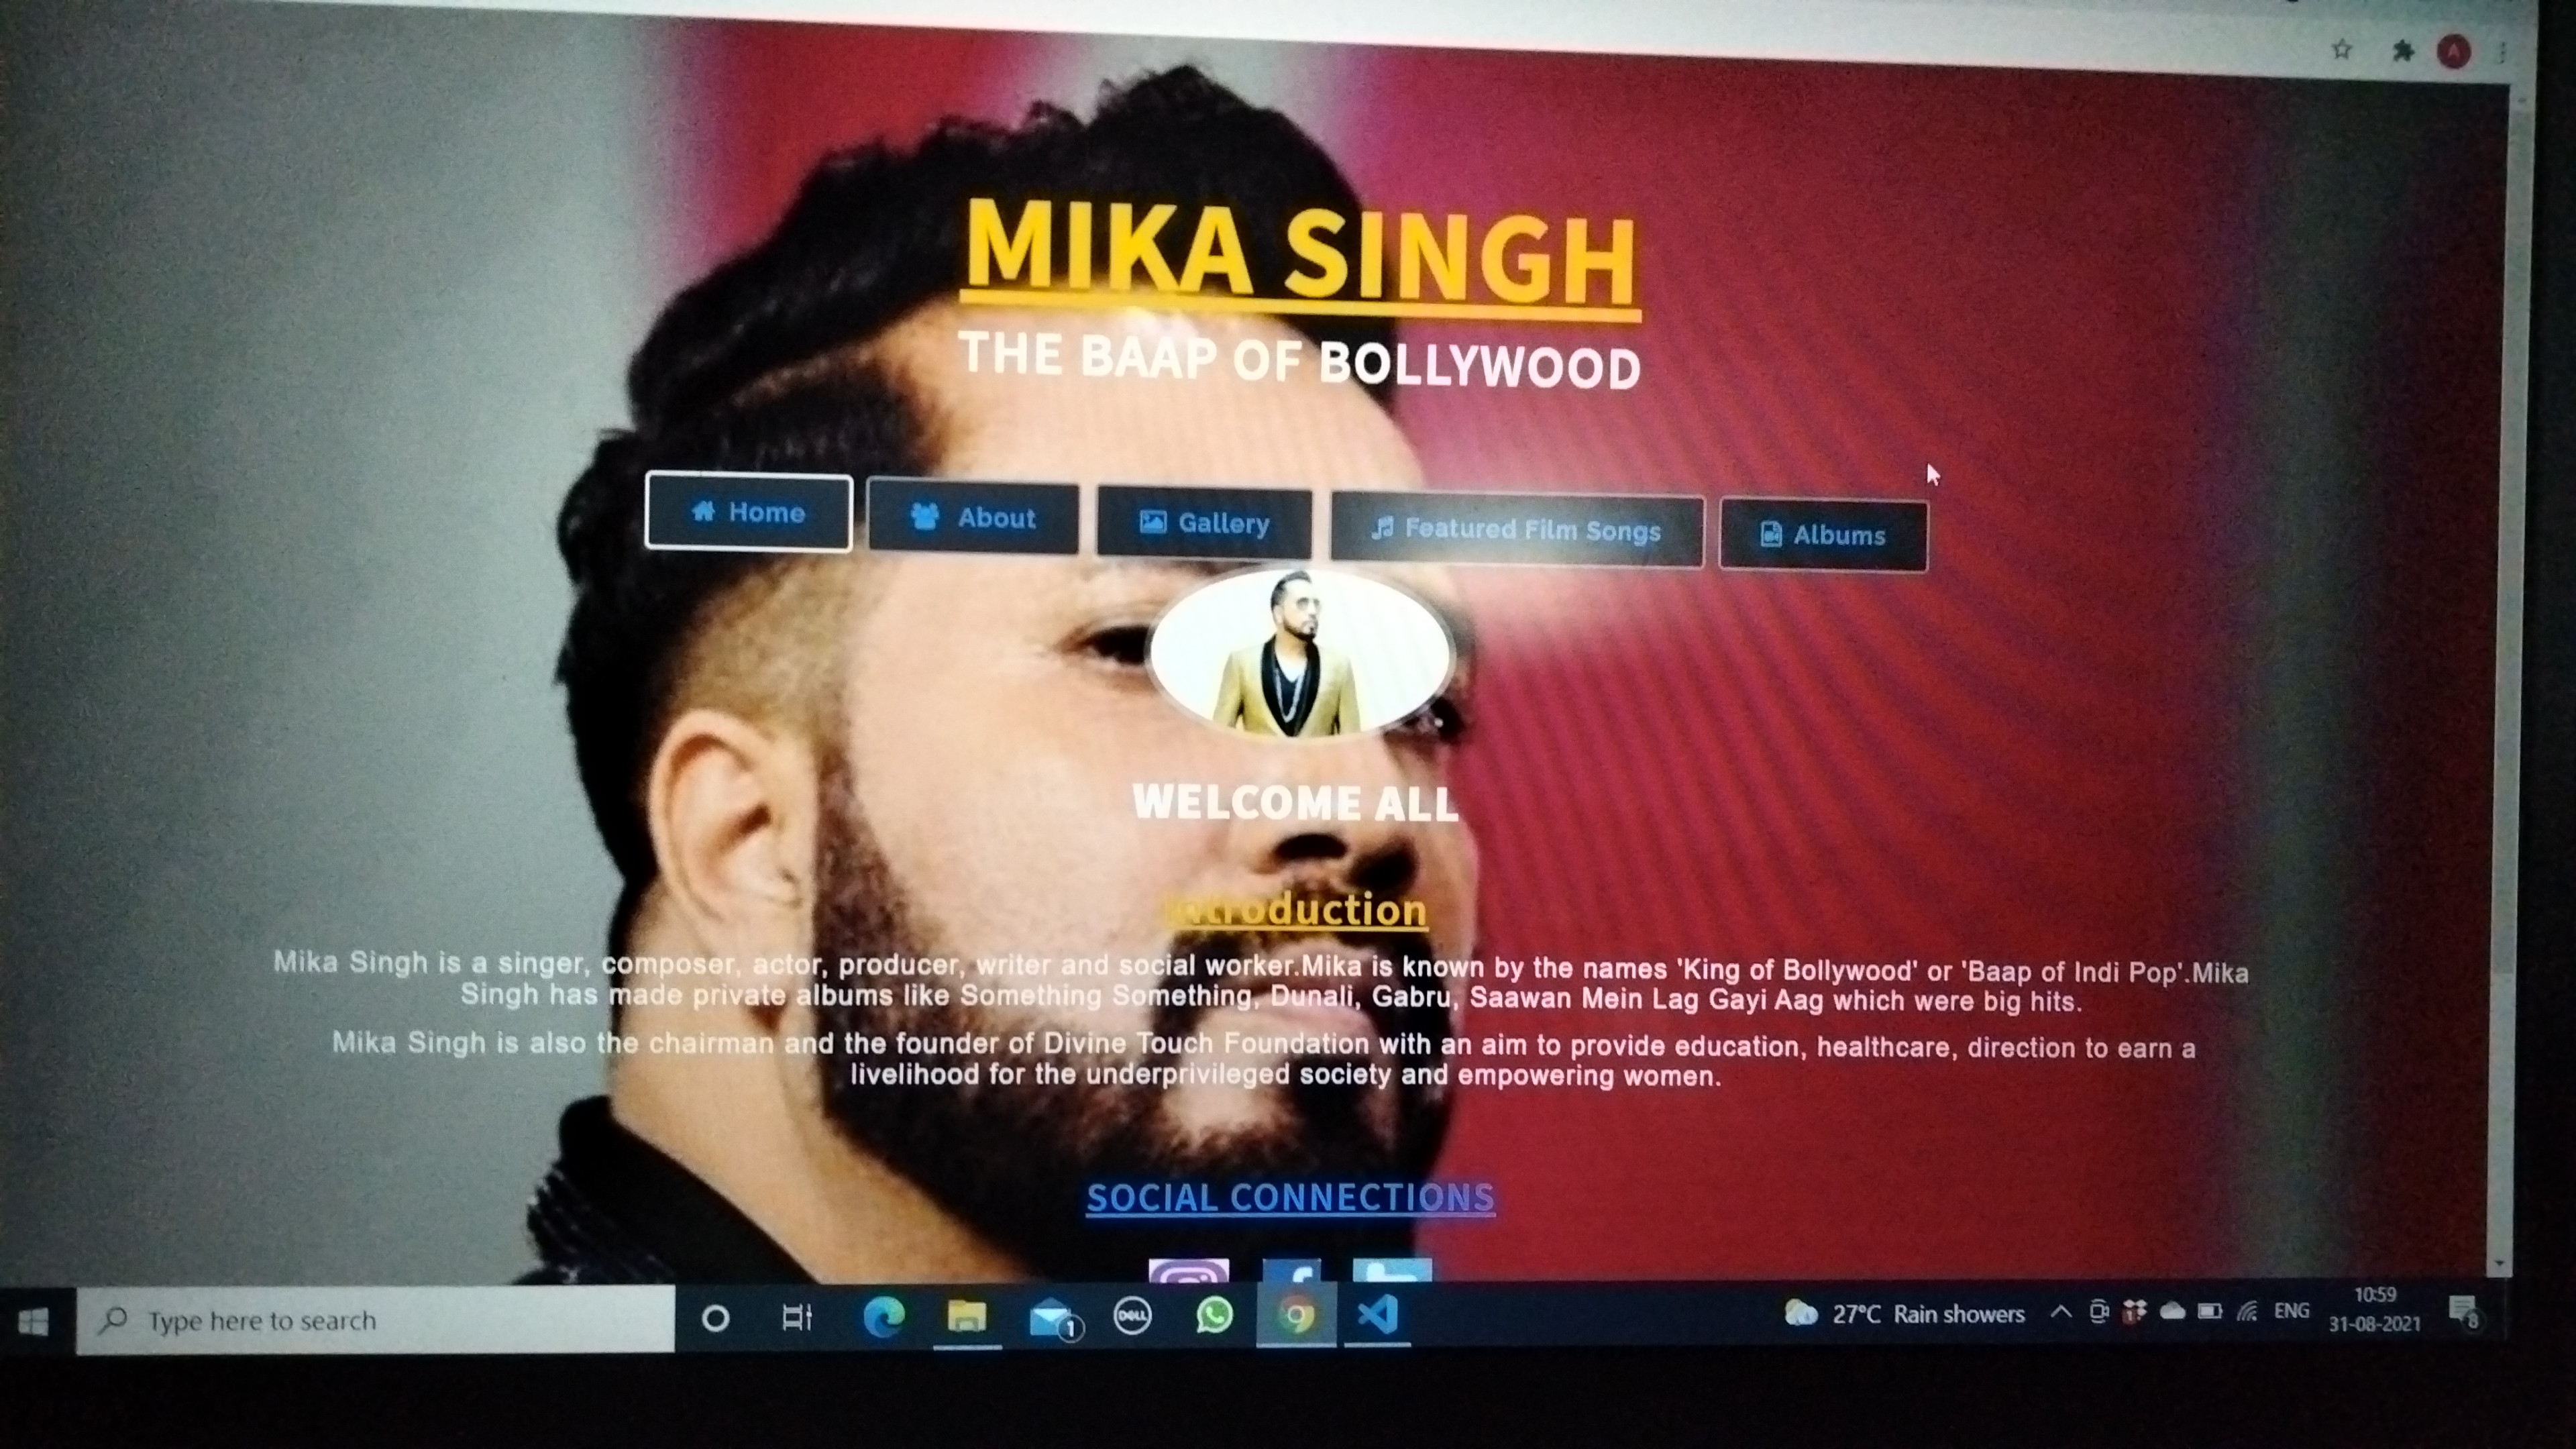 A
MIKA SINGH
THE BAAP OF BOLLYWOOD
Home
About
Gallery
Featured Film Songs
Albums
WELCOME ALL
Introduction
Mika Singh is a singer, composer, actor, producer, writer and social worker.Mika is known by the names 'King of Bollywood' or 'Baap of Indi Pop'.Mika
Singh has made private albums like Something Something, Dunali, Gabru, Saawan Mein Lag Gayi Aag which were big hits.
Mika Singh is also the chairman and the founder of Divine Touch Foundation with an aim to provide education, healthcare, direction to earn a
livelihood for the underprivileged society and empowering women.
SOCIAL CONNECTIONS
Type here to search
1
DELL
27°C Rain showers
1
ENG
10:59
31-08-2021
8